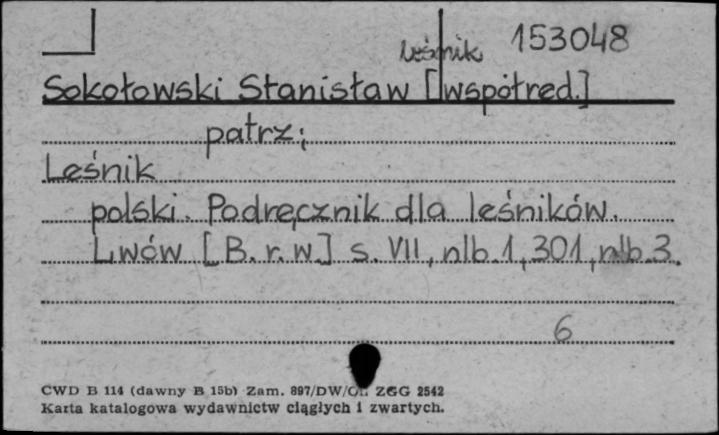 leśnik 153048
Sokołowski Stanisław [współred.]
patrz;
Leśnik
polski. Podręcznik dla leśników.
Lwów [B.r.w.] s. VII, nlb.1, 301, nlb.3.
6
CWD B 114 (dawny B 15b) Zam. 897/DW/ ZGG 2542
Karta katalogowa wydawnictw ciągłych i zwartych.